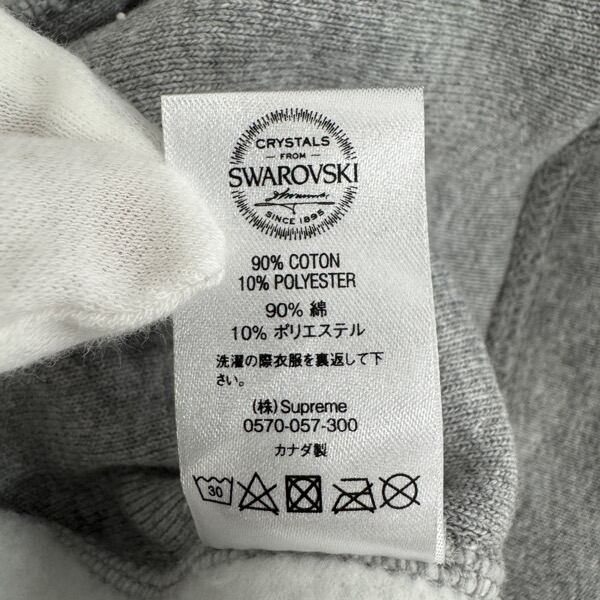 CRYSTALS
FROM
SWAROVSKI
SINCE 1895
90% COTON
10% POLYESTER
90% 綿
10% ポリエステル
洗濯の際衣服を裏返して下
さい。
(株)Supreme
0570-057-300
カナダ製
30